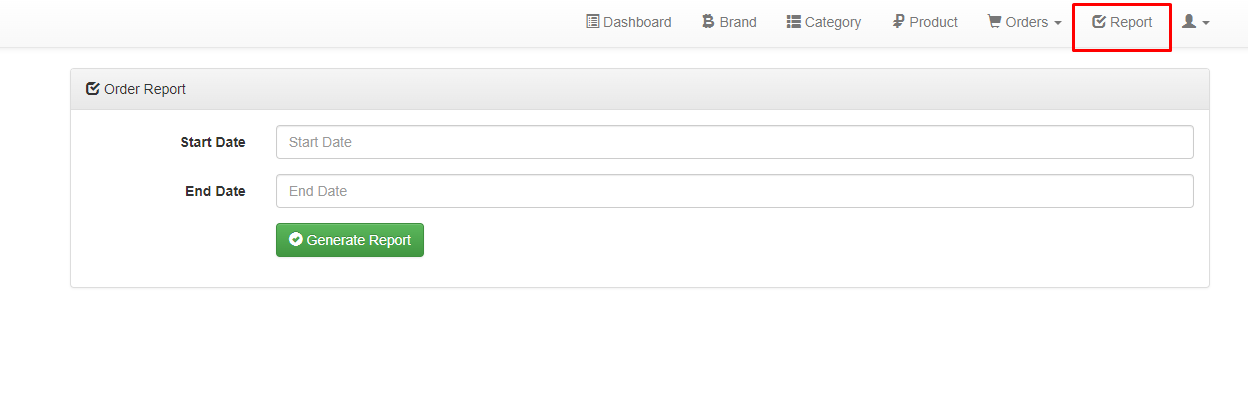 Dashboard Brand Category Product Orders Report
Order Report
Start Date Start Date
End Date End Date
Generate Report